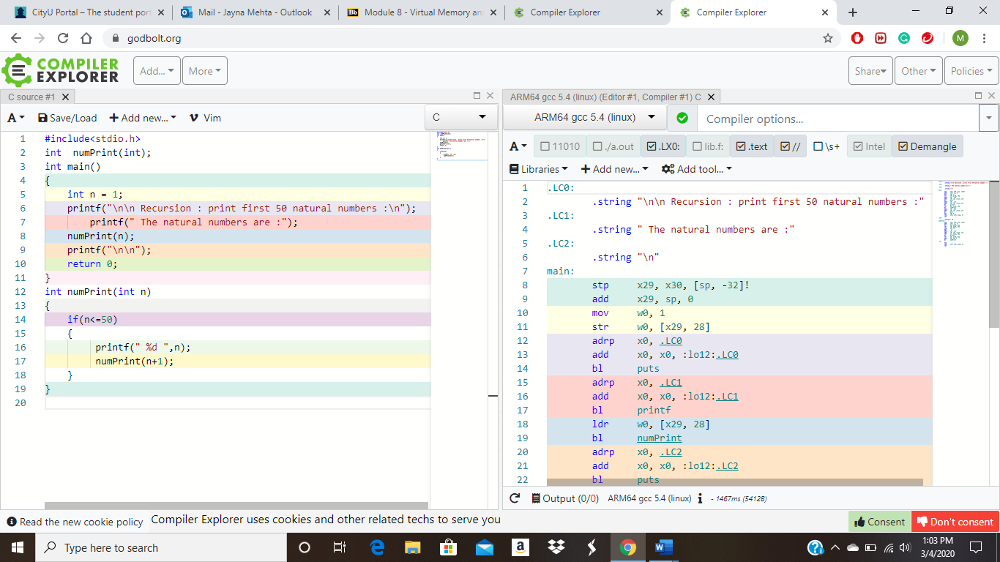 CityU Portal – The student port
Mail - Jayna Mehta - Outlook
Bb Module 8 - Virtual Memory an
Compiler Explorer
Compiler Explorer
godbolt.org
M
COMPILER
EXPLORER
Add...
More
Share
Other
Policies
C source #1
A
Save/Load
Add new...
Vim
C
1 #include<stdio.h>
2 int  numPrint(int);
3 int main()
4 {
5     int n = 1;
6     printf("\n\n Recursion : print first 50 natural numbers :\n");
7         printf(" The natural numbers are :");
8     numPrint(n);
9     printf("\n\n");
10     return 0;
11 }
12 int numPrint(int n)
13 {
14     if(n<=50)
15     {
16          printf(" %d ",n);
17          numPrint(n+1);
18     }
19 }
20
ARM64 gcc 5.4 (linux) (Editor #1, Compiler #1) C
ARM64 gcc 5.4 (linux)
Compiler options...
A
11010
./a.out
.LX0:
lib.f:
.text
//
\s+
Intel
Demangle
Libraries
Add new...
Add tool...
1 .LC0:
2         .string "\n\n Recursion : print first 50 natural numbers :"
3 .LC1:
4         .string " The natural numbers are :"
5 .LC2:
6         .string "\n"
7 main:
8         stp     x29, x30, [sp, -32]!
9         add     x29, sp, 0
10         mov     w0, 1
11         str     w0, [x29, 28]
12         adrp    x0, .LC0
13         add     x0, x0, :lo12:.LC0
14         bl      puts
15         adrp    x0, .LC1
16         add     x0, x0, :lo12:.LC1
17         bl      printf
18         ldr     w0, [x29, 28]
19         bl      numPrint
20         adrp    x0, .LC2
21         add     x0, x0, :lo12:.LC2
22         bl      puts
Output (0/0)
ARM64 gcc 5.4 (linux)
i
- 1467ms (5412B)
Read the new cookie policy
Compiler Explorer uses cookies and other related techs to serve you
Consent
Don't consent
Type here to search
1:03 PM
3/4/2020